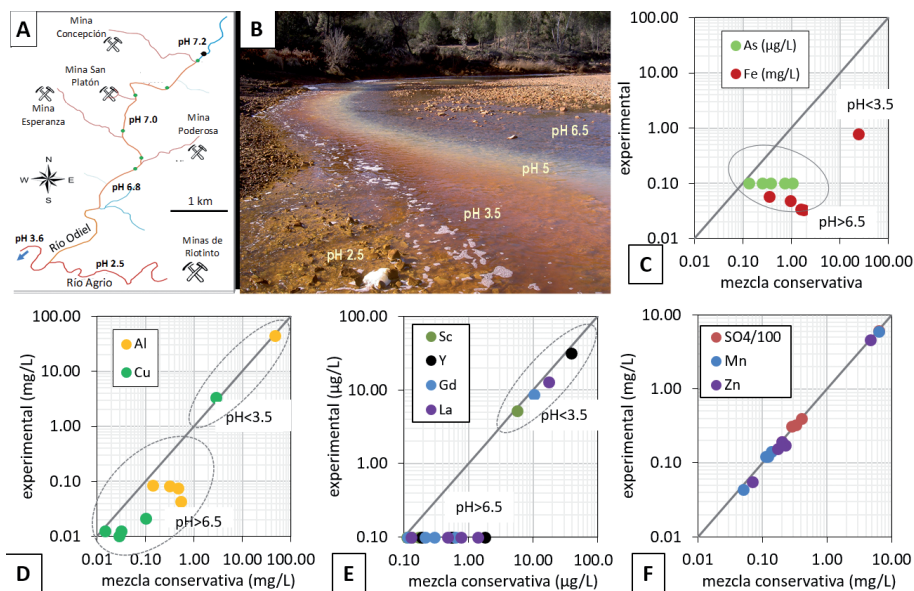 A
Mina
Concepción
pH 7.2
Mina San
Platón
Mina
Esperanza
pH 7.0
Mina
Poderosa
N
W E
S
pH 6.8
1 km
pH 3.6
Río Odiel
pH 2.5
Río Agrio
Minas de
Riotinto
B
pH 6.5
pH 5
pH 3.5
pH 2.5
C
experimental
100.00
10.00
1.00
0.10
0.01
As (µg/L)
Fe (mg/L)
pH<3.5
pH>6.5
0.01 0.10 1.00 10.00 100.00
mezcla conservativa
D
experimental (mg/L)
100.00
10.00
1.00
0.10
0.01
Al
Cu
pH<3.5
pH>6.5
0.01 0.10 1.00 10.00 100.00
mezcla conservativa (mg/L)
E
experimental (µg/L)
100.00
10.00
1.00
0.10
Sc
Y
Gd
La
pH<3.5
pH>6.5
0.10 1.00 10.00 100.00
mezcla conservativa (µg/L)
F
experimental (mg/L)
10.00
1.00
0.10
0.01
SO4/100
Mn
Zn
0.01 0.10 1.00 10.00
mezcla conservativa (mg/L)